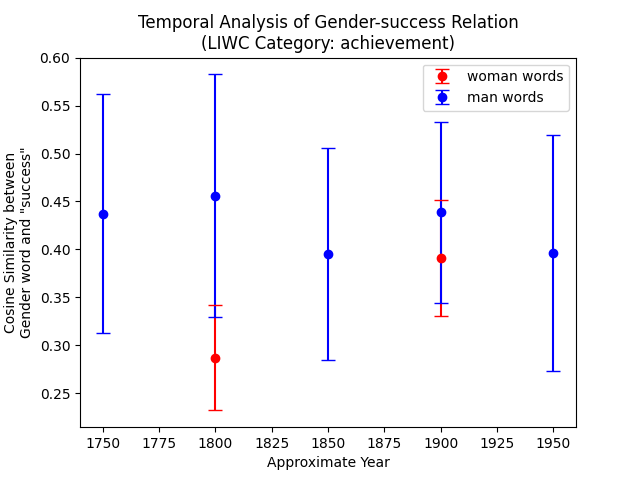 Temporal Analysis of Gender-success Relation
(LIWC Category: achievement)
woman words
man words
0.60
0.55
0.50
0.45
0.40
0.35
0.30
0.25
Cosine Similarity between
Gender word and "success"
1750
1775
1800
1825
1850
1875
1900
1925
1950
Approximate Year